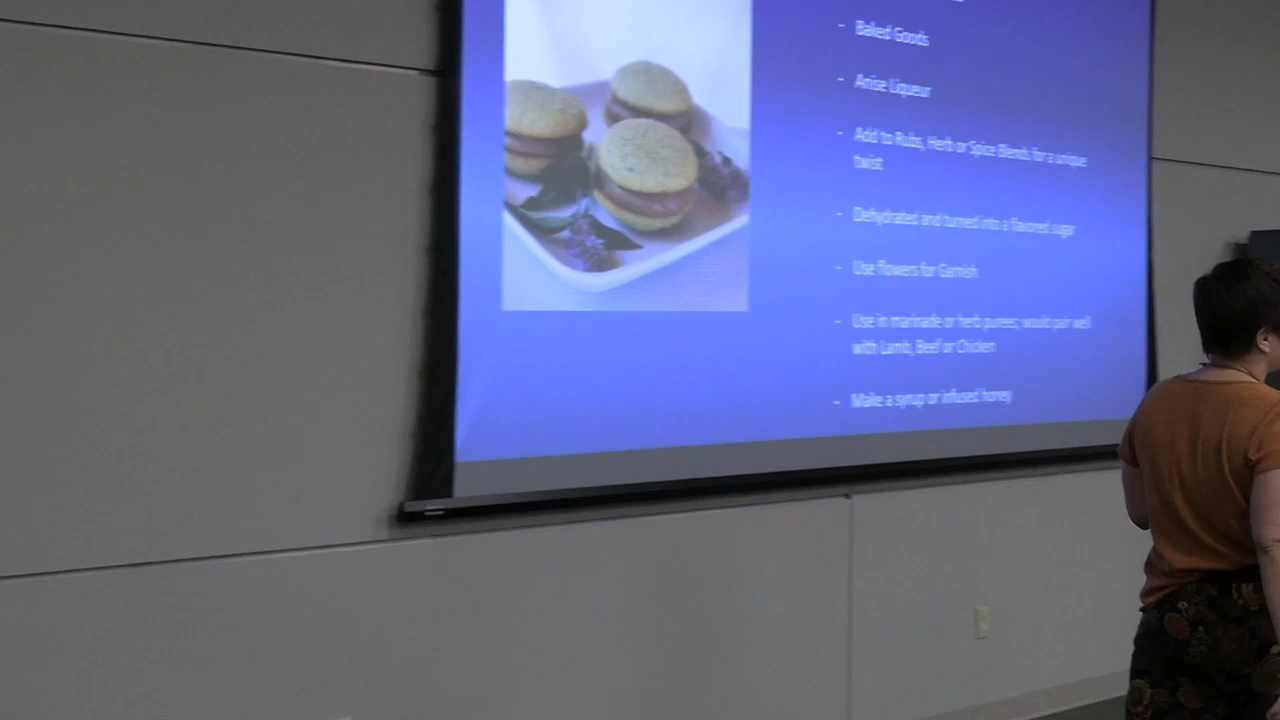 - Baked Goods
- Anise Liqueur
- Add to Rubs, Herb or Spice Blends for a unique
twist
- Dehydrated and turned into a flavored sugar
- Use flowers for Garnish
- Use in marinade or herb purees; would pair well
with Lamb, Beef or Chicken
- Make a syrup or infused honey